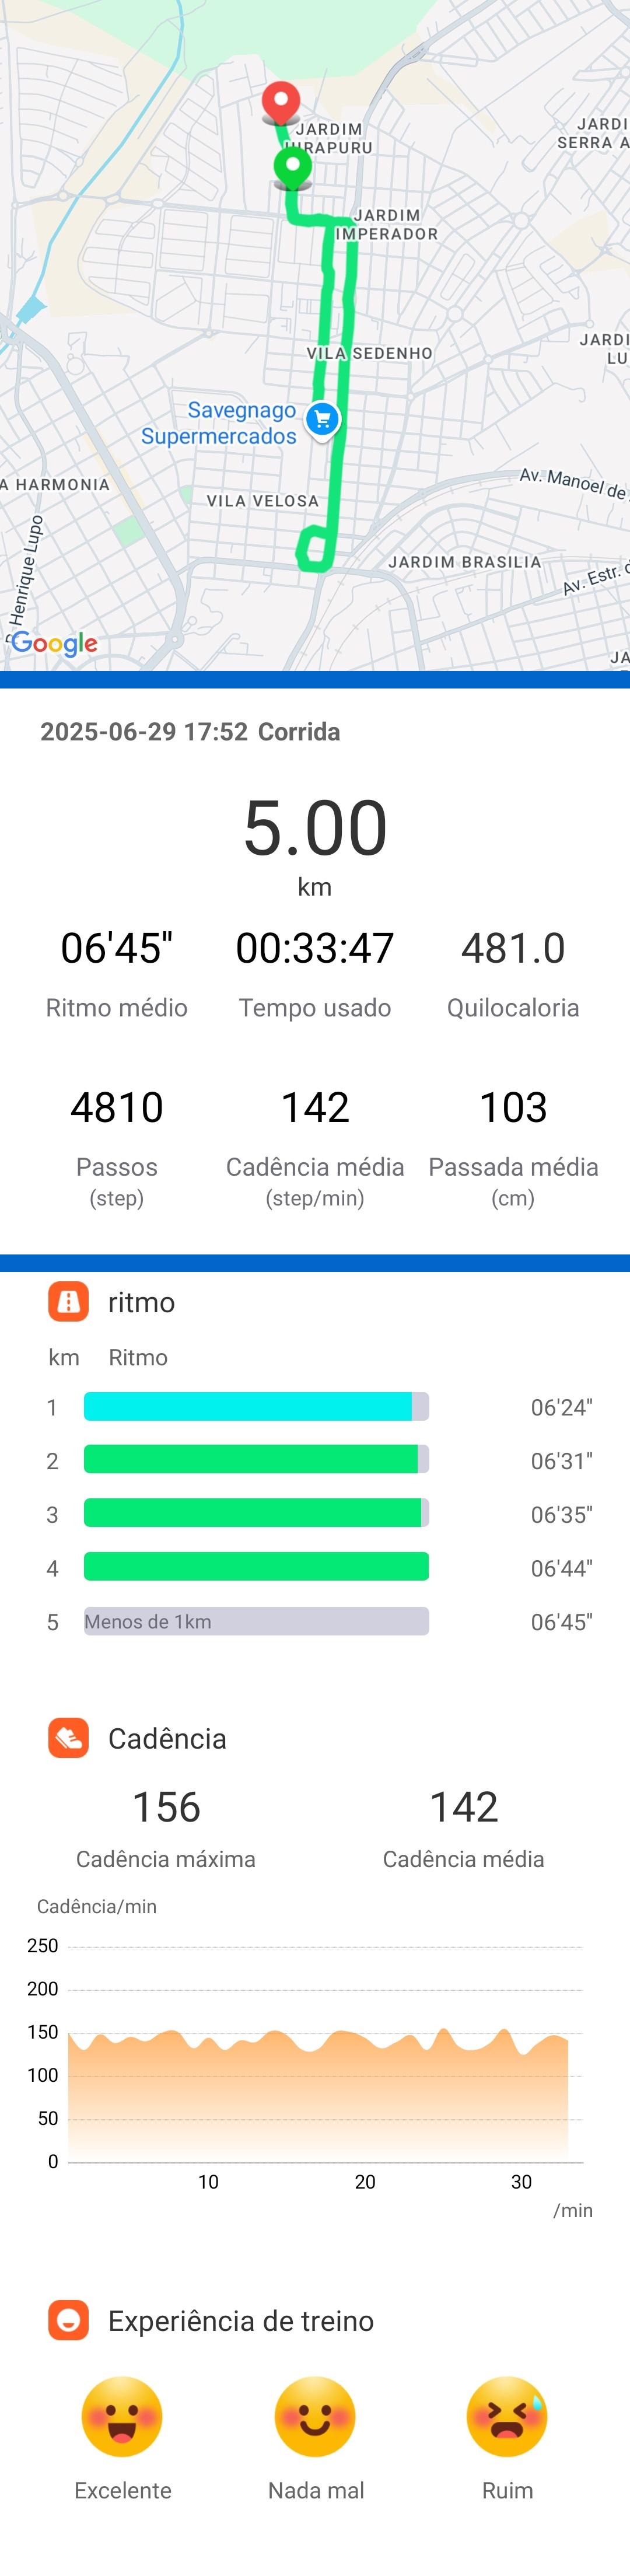 JARDIM
JARDI
SERRA A
JARDIM
IMPERADOR
VILA SEDENHO
JARDI
LU
Savegnago
Supermercados
A HARMONIA
VILA VELOSA
Av. Manoel de
Henrique Lupo
JARDIM BRASILIA
Av. Estr.
Google
JA
2025-06-29 17:52 Corrida
5.00
km
06'45" 00:33:47 481.0
Ritmo médio Tempo usado Quilocaloria
4810 142 103
Passos Cadência média Passada média
(step) (step/min) (cm)
ritmo
km Ritmo
1 06'24"
2 06'31"
3 06'35"
4 06'44"
5 Menos de 1km 06'45"
Cadência
156 142
Cadência máxima Cadência média
Cadência/min
250
200
150
100
50
0
10 20 30
/min
Experiência de treino
Excelente Nada mal Ruim